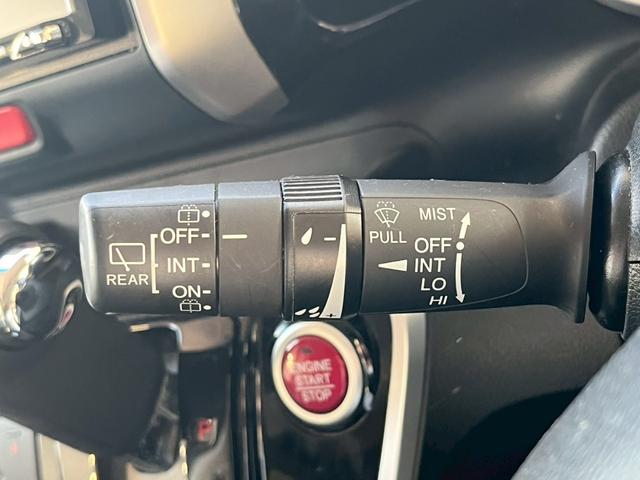 REAR
OFF
INT
ON
PULL
MIST
OFF
INT
LO
HI
ENGINE
START
STOP